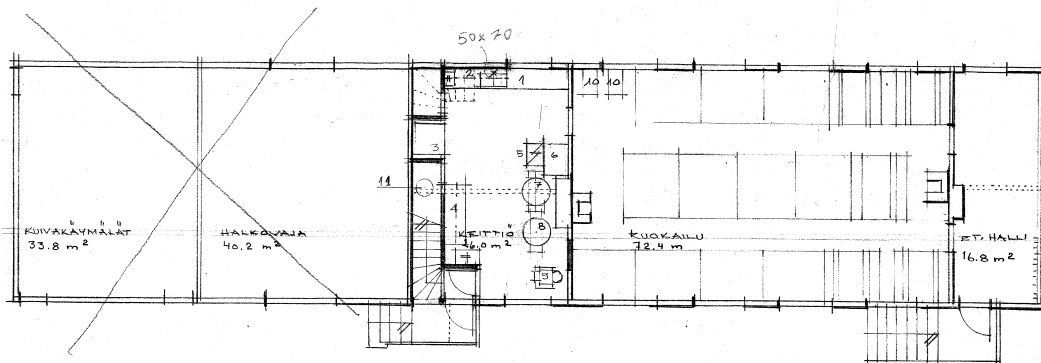 50x70
2
1
10 10
3
5
6
11
7
4
8
KUIVAKÄYMÄLÄT
33.8 m²
HALKOVAJA
40.2 m²
KEITTIÖ
RUOKAILU
72.4 m
ET. HALLI
16.8 m²
9